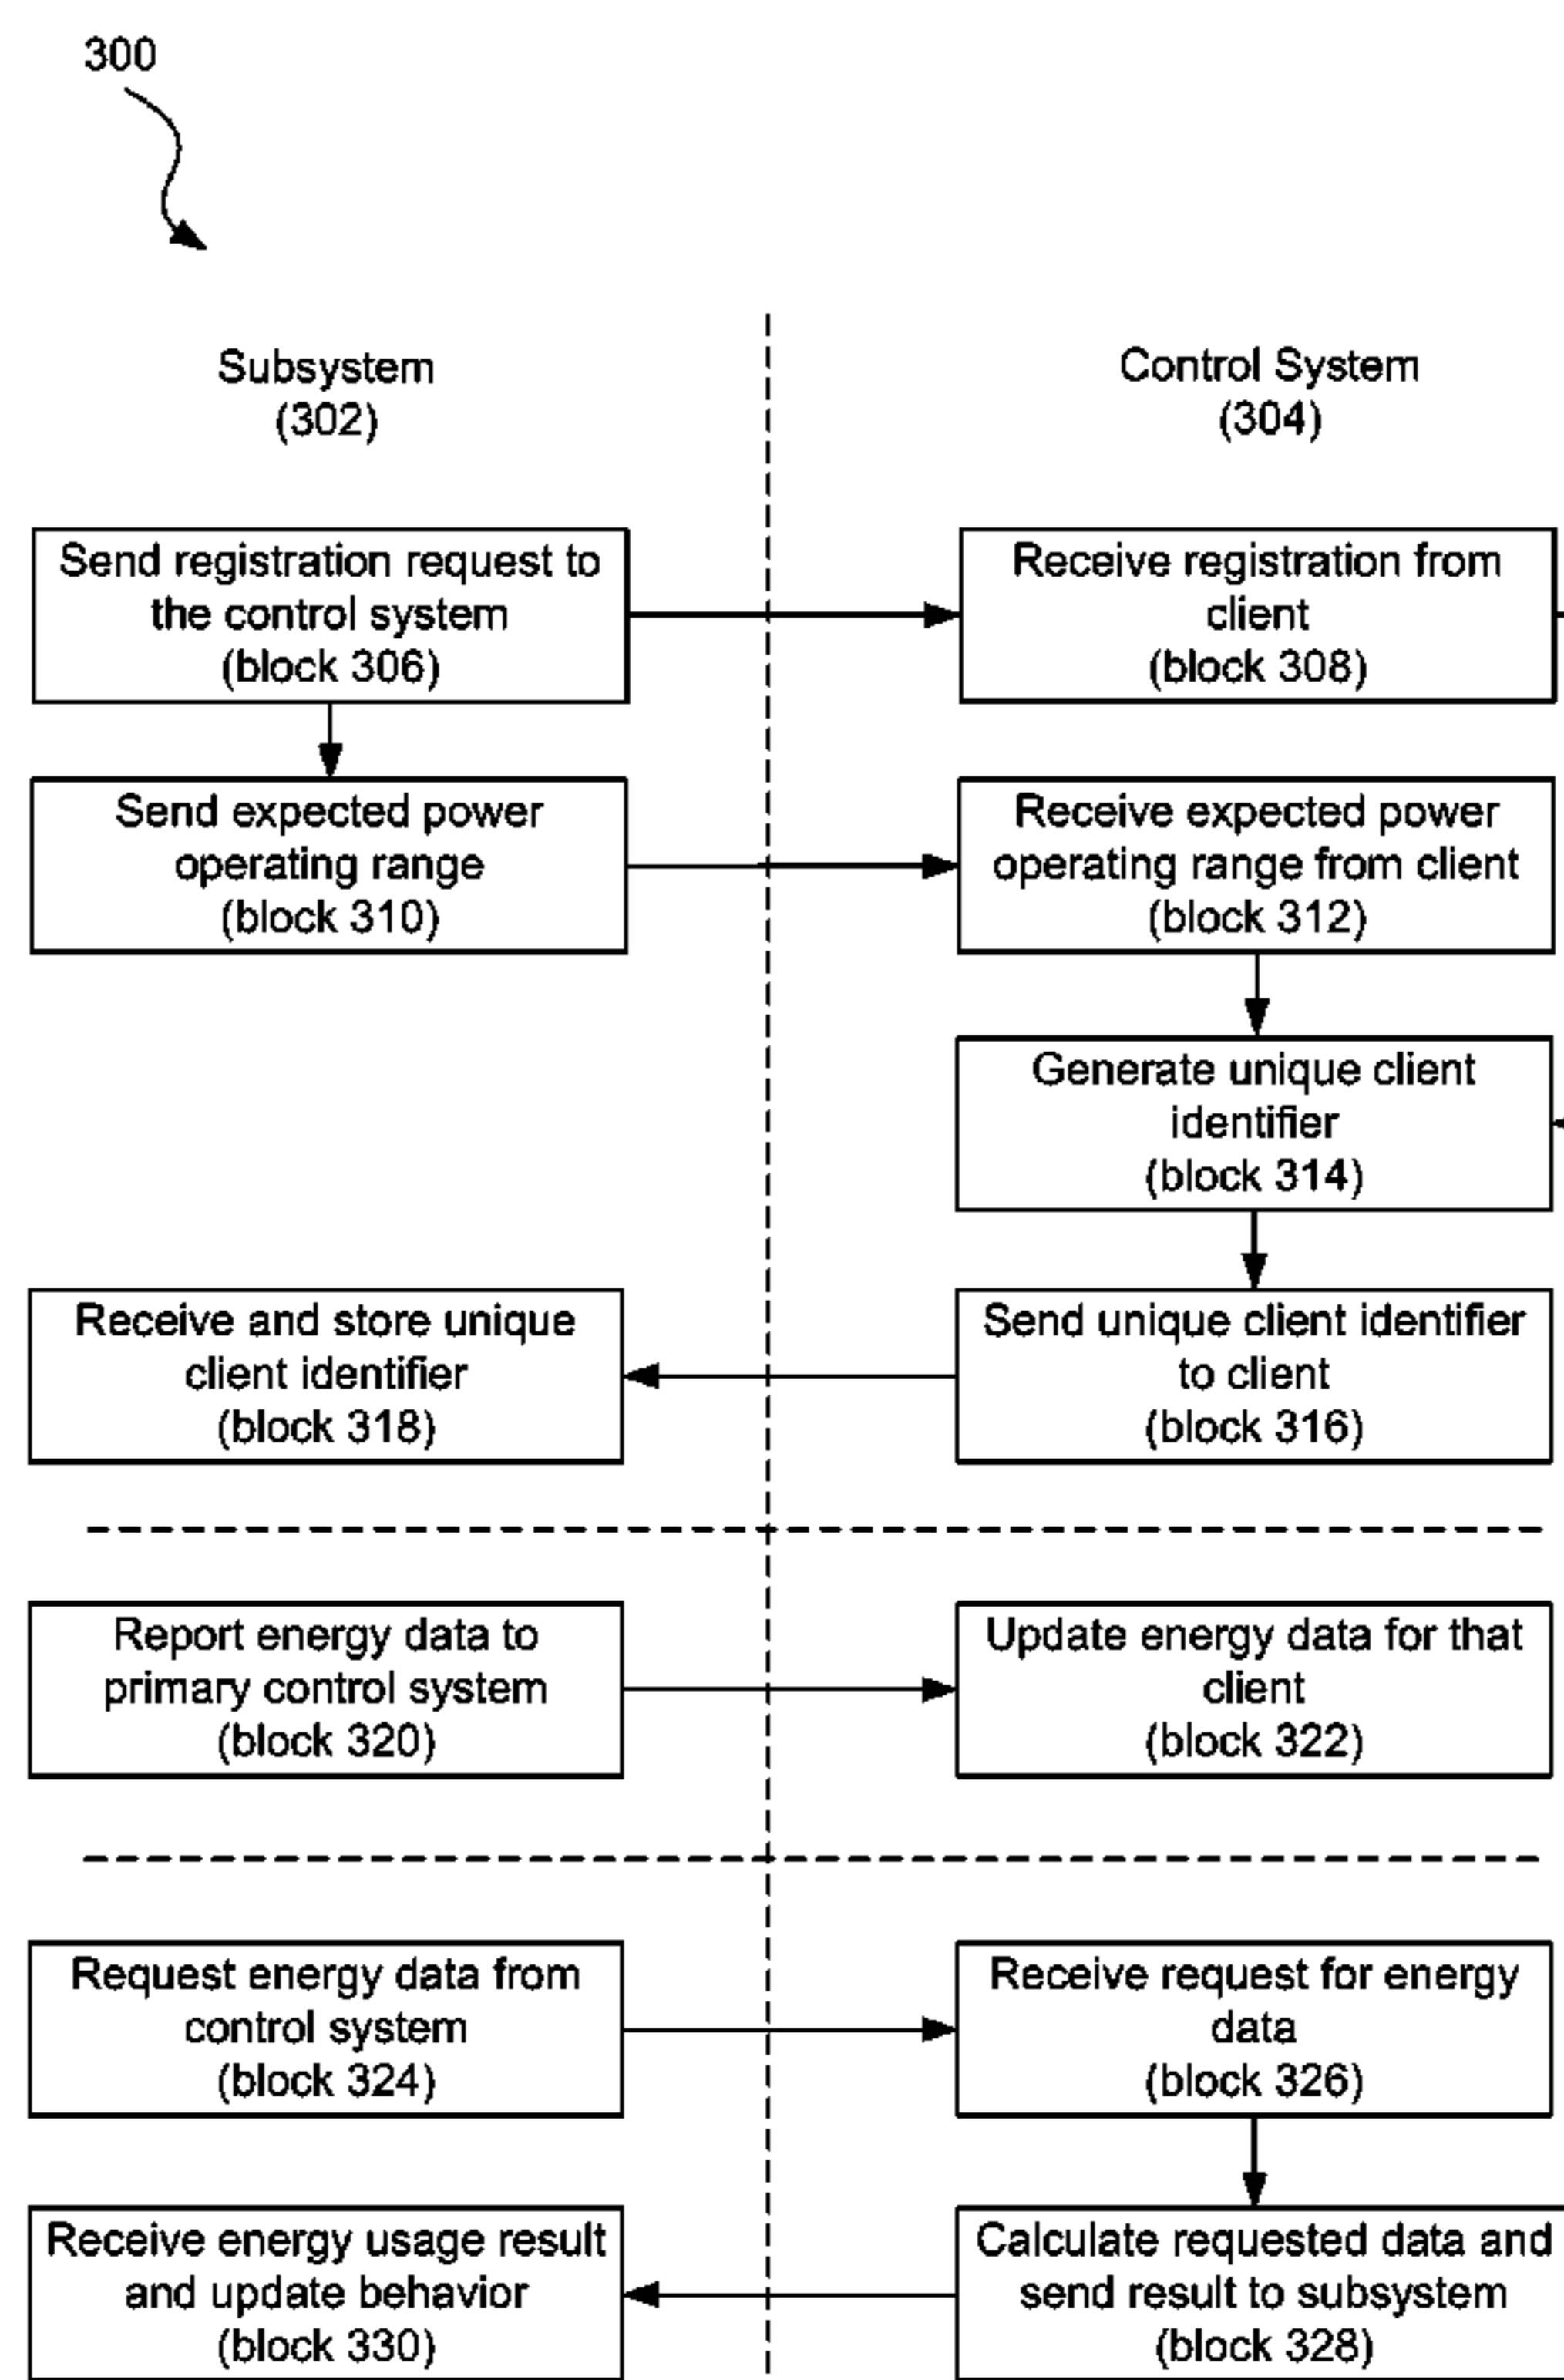 300
Subsystem
(302)
Control System
(304)
Send registration request to
the control system
(block 306)
Receive registration from
client
(block 308)
Send expected power
operating range
(block 310)
Receive expected power
operating range from client
(block 312)
Generate unique client
identifier
(block 314)
Receive and store unique
client identifier
(block 318)
Send unique client identifier
to client
(block 316)
Report energy data to
primary control system
(block 320)
Update energy data for that
client
(block 322)
Request energy data from
control system
(block 324)
Receive request for energy
data
(block 326)
Receive energy usage result
and update behavior
(block 330)
Calculate requested data and
send result to subsystem
(block 328)